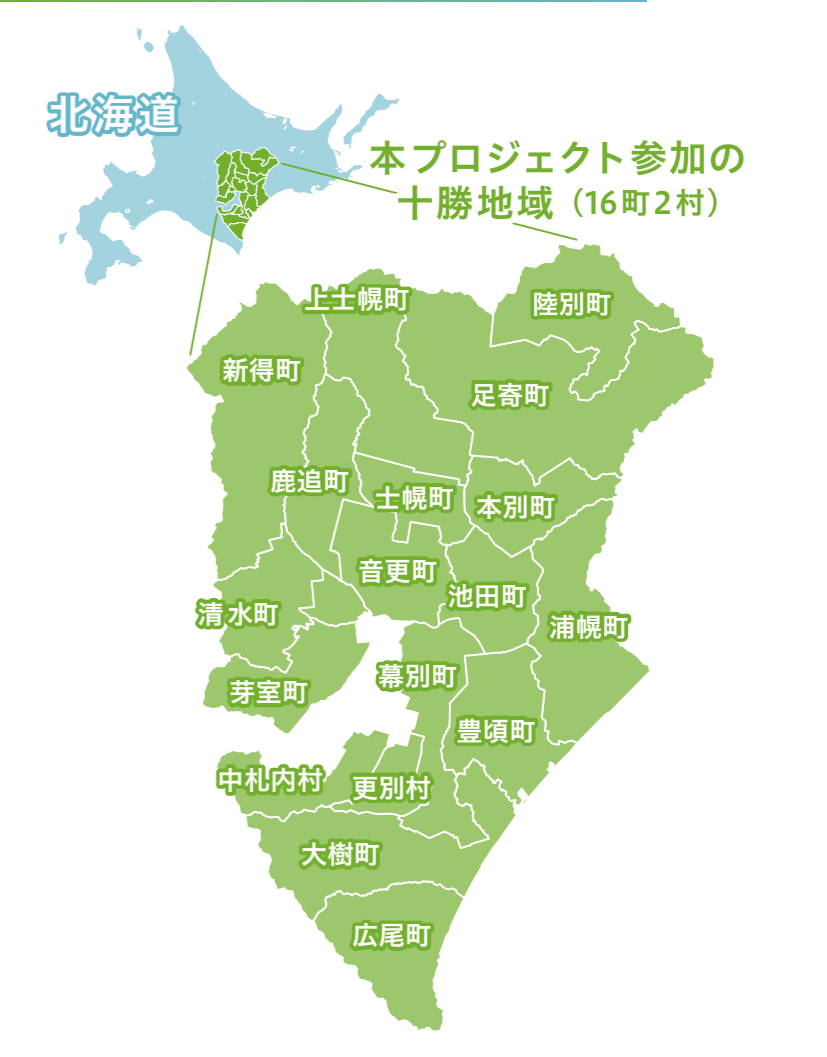 北海道
本プロジェクト参加の
十勝地域（16町2村）
上士幌町
陸別町
新得町
足寄町
鹿追町
士幌町
本別町
音更町
池田町
清水町
浦幌町
幕別町
芽室町
豊頃町
中札内村
更別村
大樹町
広尾町